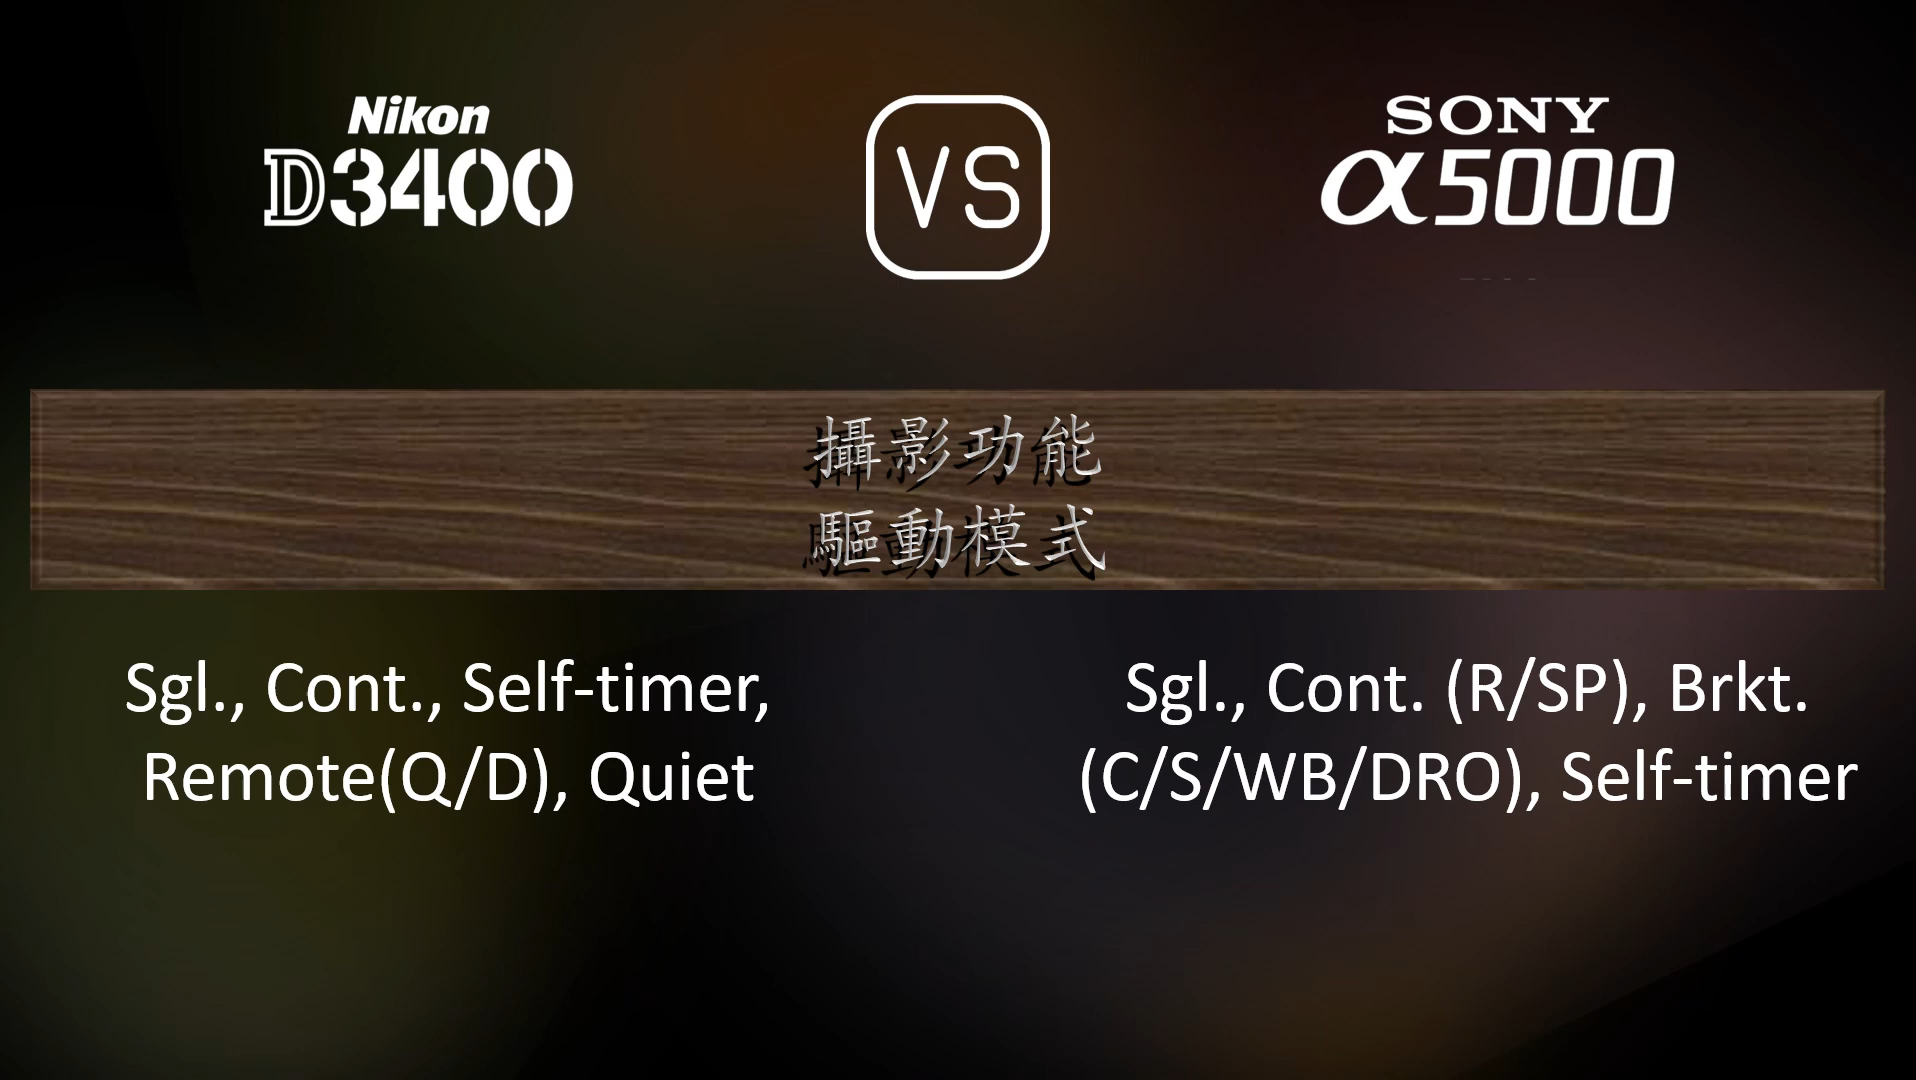 Nikon
D3400
VS
SONY
α5000
攝影功能
驅動模式
Sgl., Cont., Self-timer,
Remote(Q/D), Quiet
Sgl., Cont. (R/SP), Brkt.
(C/S/WB/DRO), Self-timer